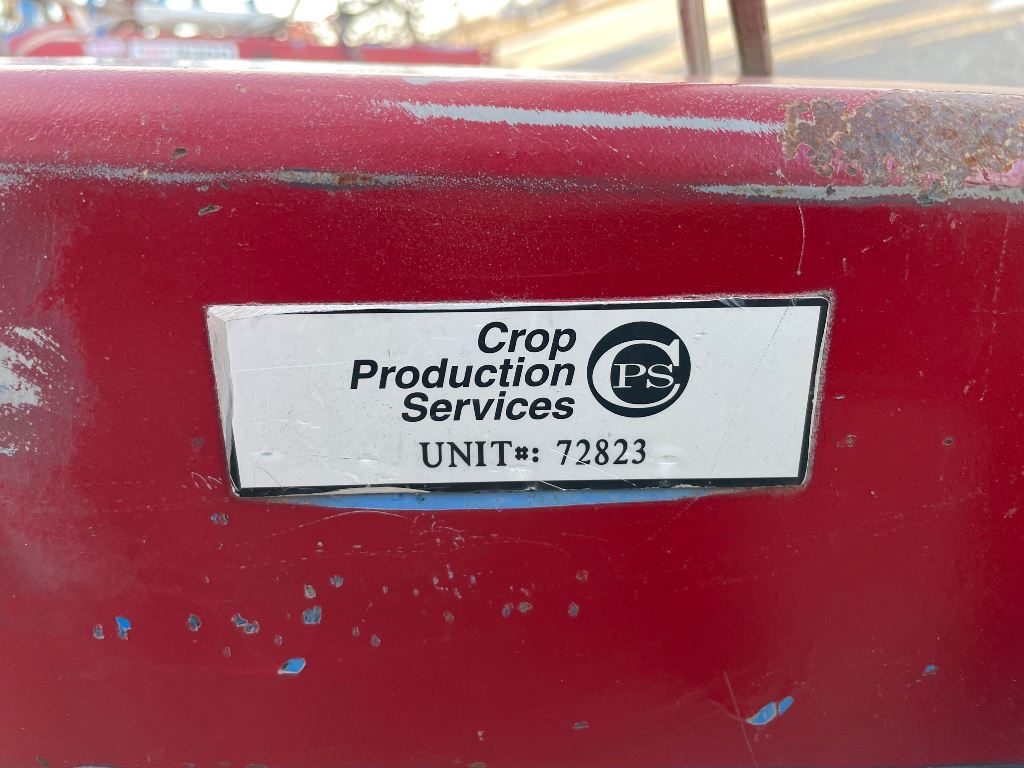 Crop
Production
Services
CPS
UNIT#: 72823